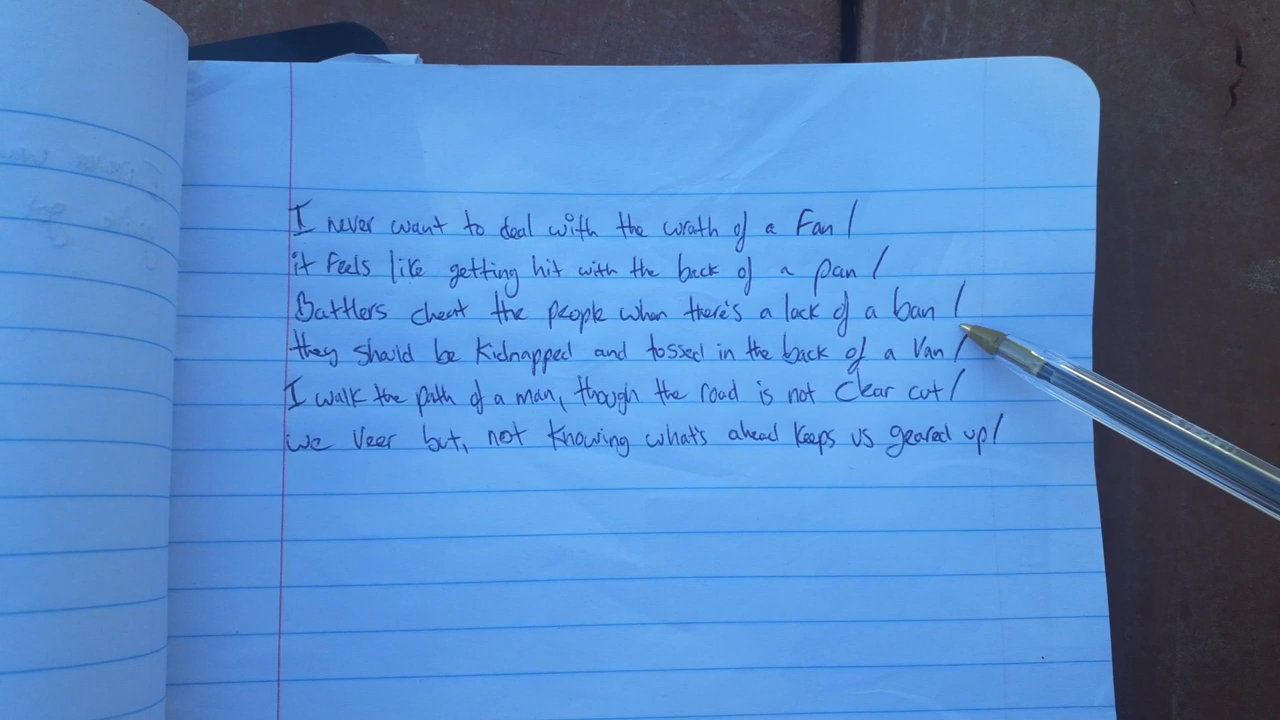 I never want to deal with the wrath of a Fan /
it feels like getting hit with the back of a pan /
Battlers cheat the people when there's a lack of a ban /
they should be kidnapped and tossed in the back of a Van /
I walk the path of a man, though the road is not clear cut /
we veer but, not knowing what's ahead keeps us geared up /